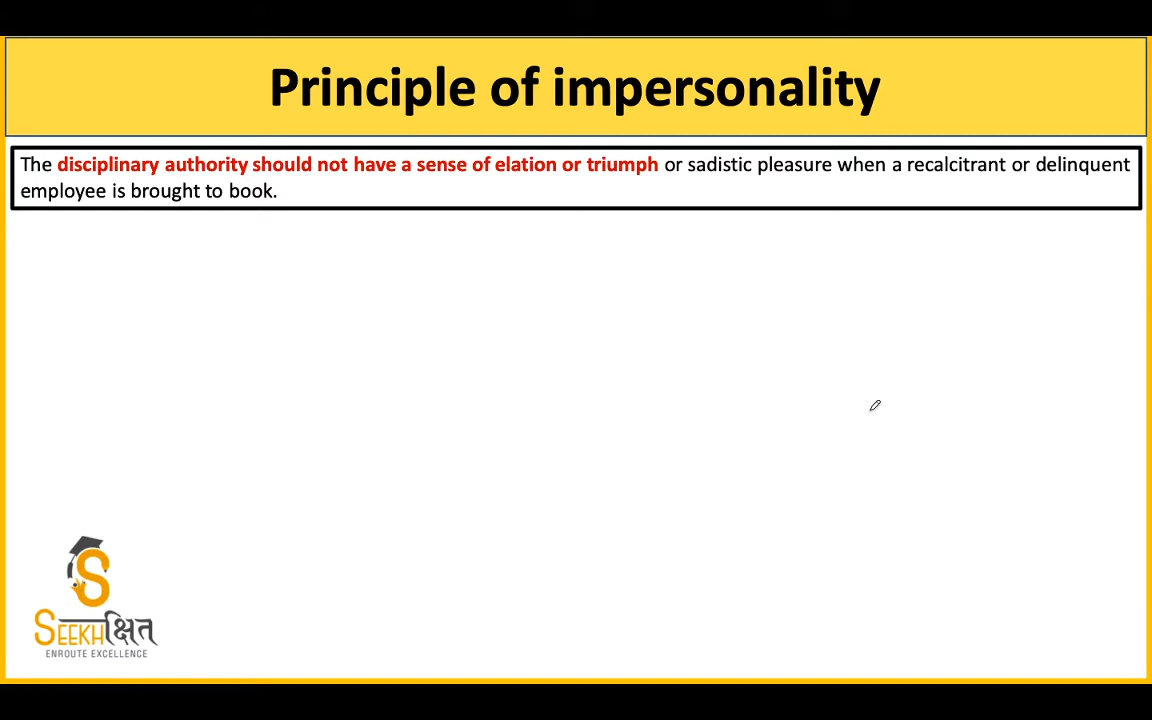 Principle of impersonality
The disciplinary authority should not have a sense of elation or triumph or sadistic pleasure when a recalcitrant or delinquent
employee is brought to book.
SEEKHक्षित
ENROUTE EXCELLENCE